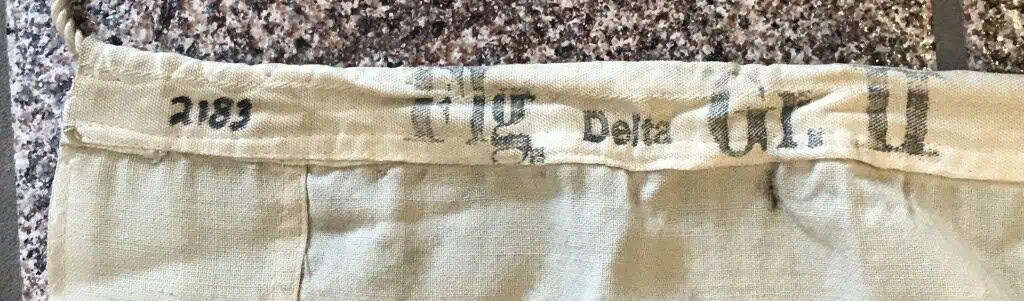 2183 Flg. Delta Gr. II